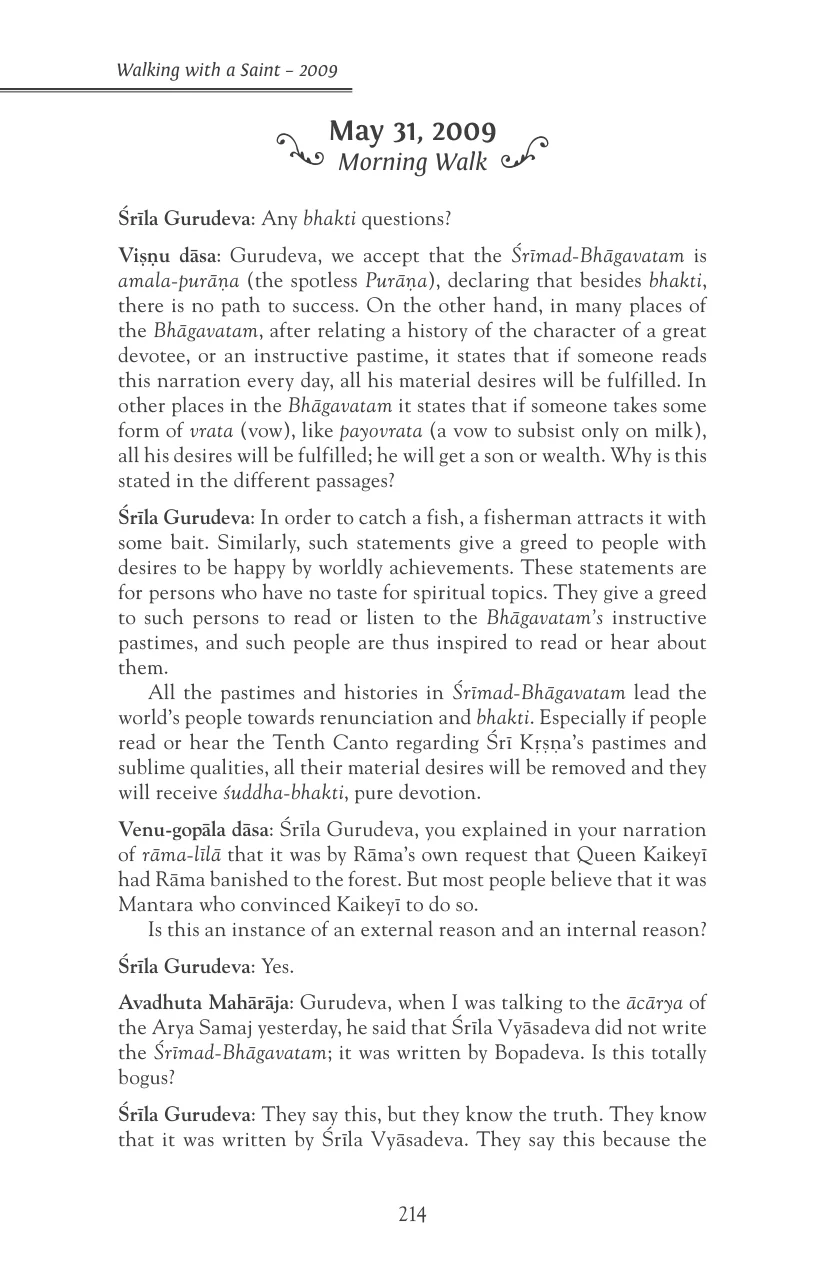 Walking with a Saint – 2009
May 31, 2009
Morning Walk
Śrīla Gurudeva: Any bhakti questions?
Viṣṇu dāsa: Gurudeva, we accept that the Śrīmad-Bhāgavatam is
amala-purāṇa (the spotless Purāṇa), declaring that besides bhakti,
there is no path to success. On the other hand, in many places of
the Bhāgavatam, after relating a history of the character of a great
devotee, or an instructive pastime, it states that if someone reads
this narration every day, all his material desires will be fulfilled. In
other places in the Bhāgavatam it states that if someone takes some
form of vrata (vow), like payovrata (a vow to subsist only on milk),
all his desires will be fulfilled; he will get a son or wealth. Why is this
stated in the different passages?
Śrīla Gurudeva: In order to catch a fish, a fisherman attracts it with
some bait. Similarly, such statements give a greed to people with
desires to be happy by worldly achievements. These statements are
for persons who have no taste for spiritual topics. They give a greed
to such persons to read or listen to the Bhāgavatam's instructive
pastimes, and such people are thus inspired to read or hear about
them.
All the pastimes and histories in Śrīmad-Bhāgavatam lead the
world's people towards renunciation and bhakti. Especially if people
read or hear the Tenth Canto regarding Śrī Kṛṣṇa's pastimes and
sublime qualities, all their material desires will be removed and they
will receive śuddha-bhakti, pure devotion.
Venu-gopāla dāsa: Śrīla Gurudeva, you explained in your narration
of rāma-līlā that it was by Rāma's own request that Queen Kaikeyī
had Rāma banished to the forest. But most people believe that it was
Mantara who convinced Kaikeyī to do so.
Is this an instance of an external reason and an internal reason?
Śrīla Gurudeva: Yes.
Avadhuta Mahārāja: Gurudeva, when I was talking to the ācārya of
the Arya Samaj yesterday, he said that Śrīla Vyāsadeva did not write
the Śrīmad-Bhāgavatam; it was written by Bopadeva. Is this totally
bogus?
Śrīla Gurudeva: They say this, but they know the truth. They know
that it was written by Śrīla Vyāsadeva. They say this because the
214